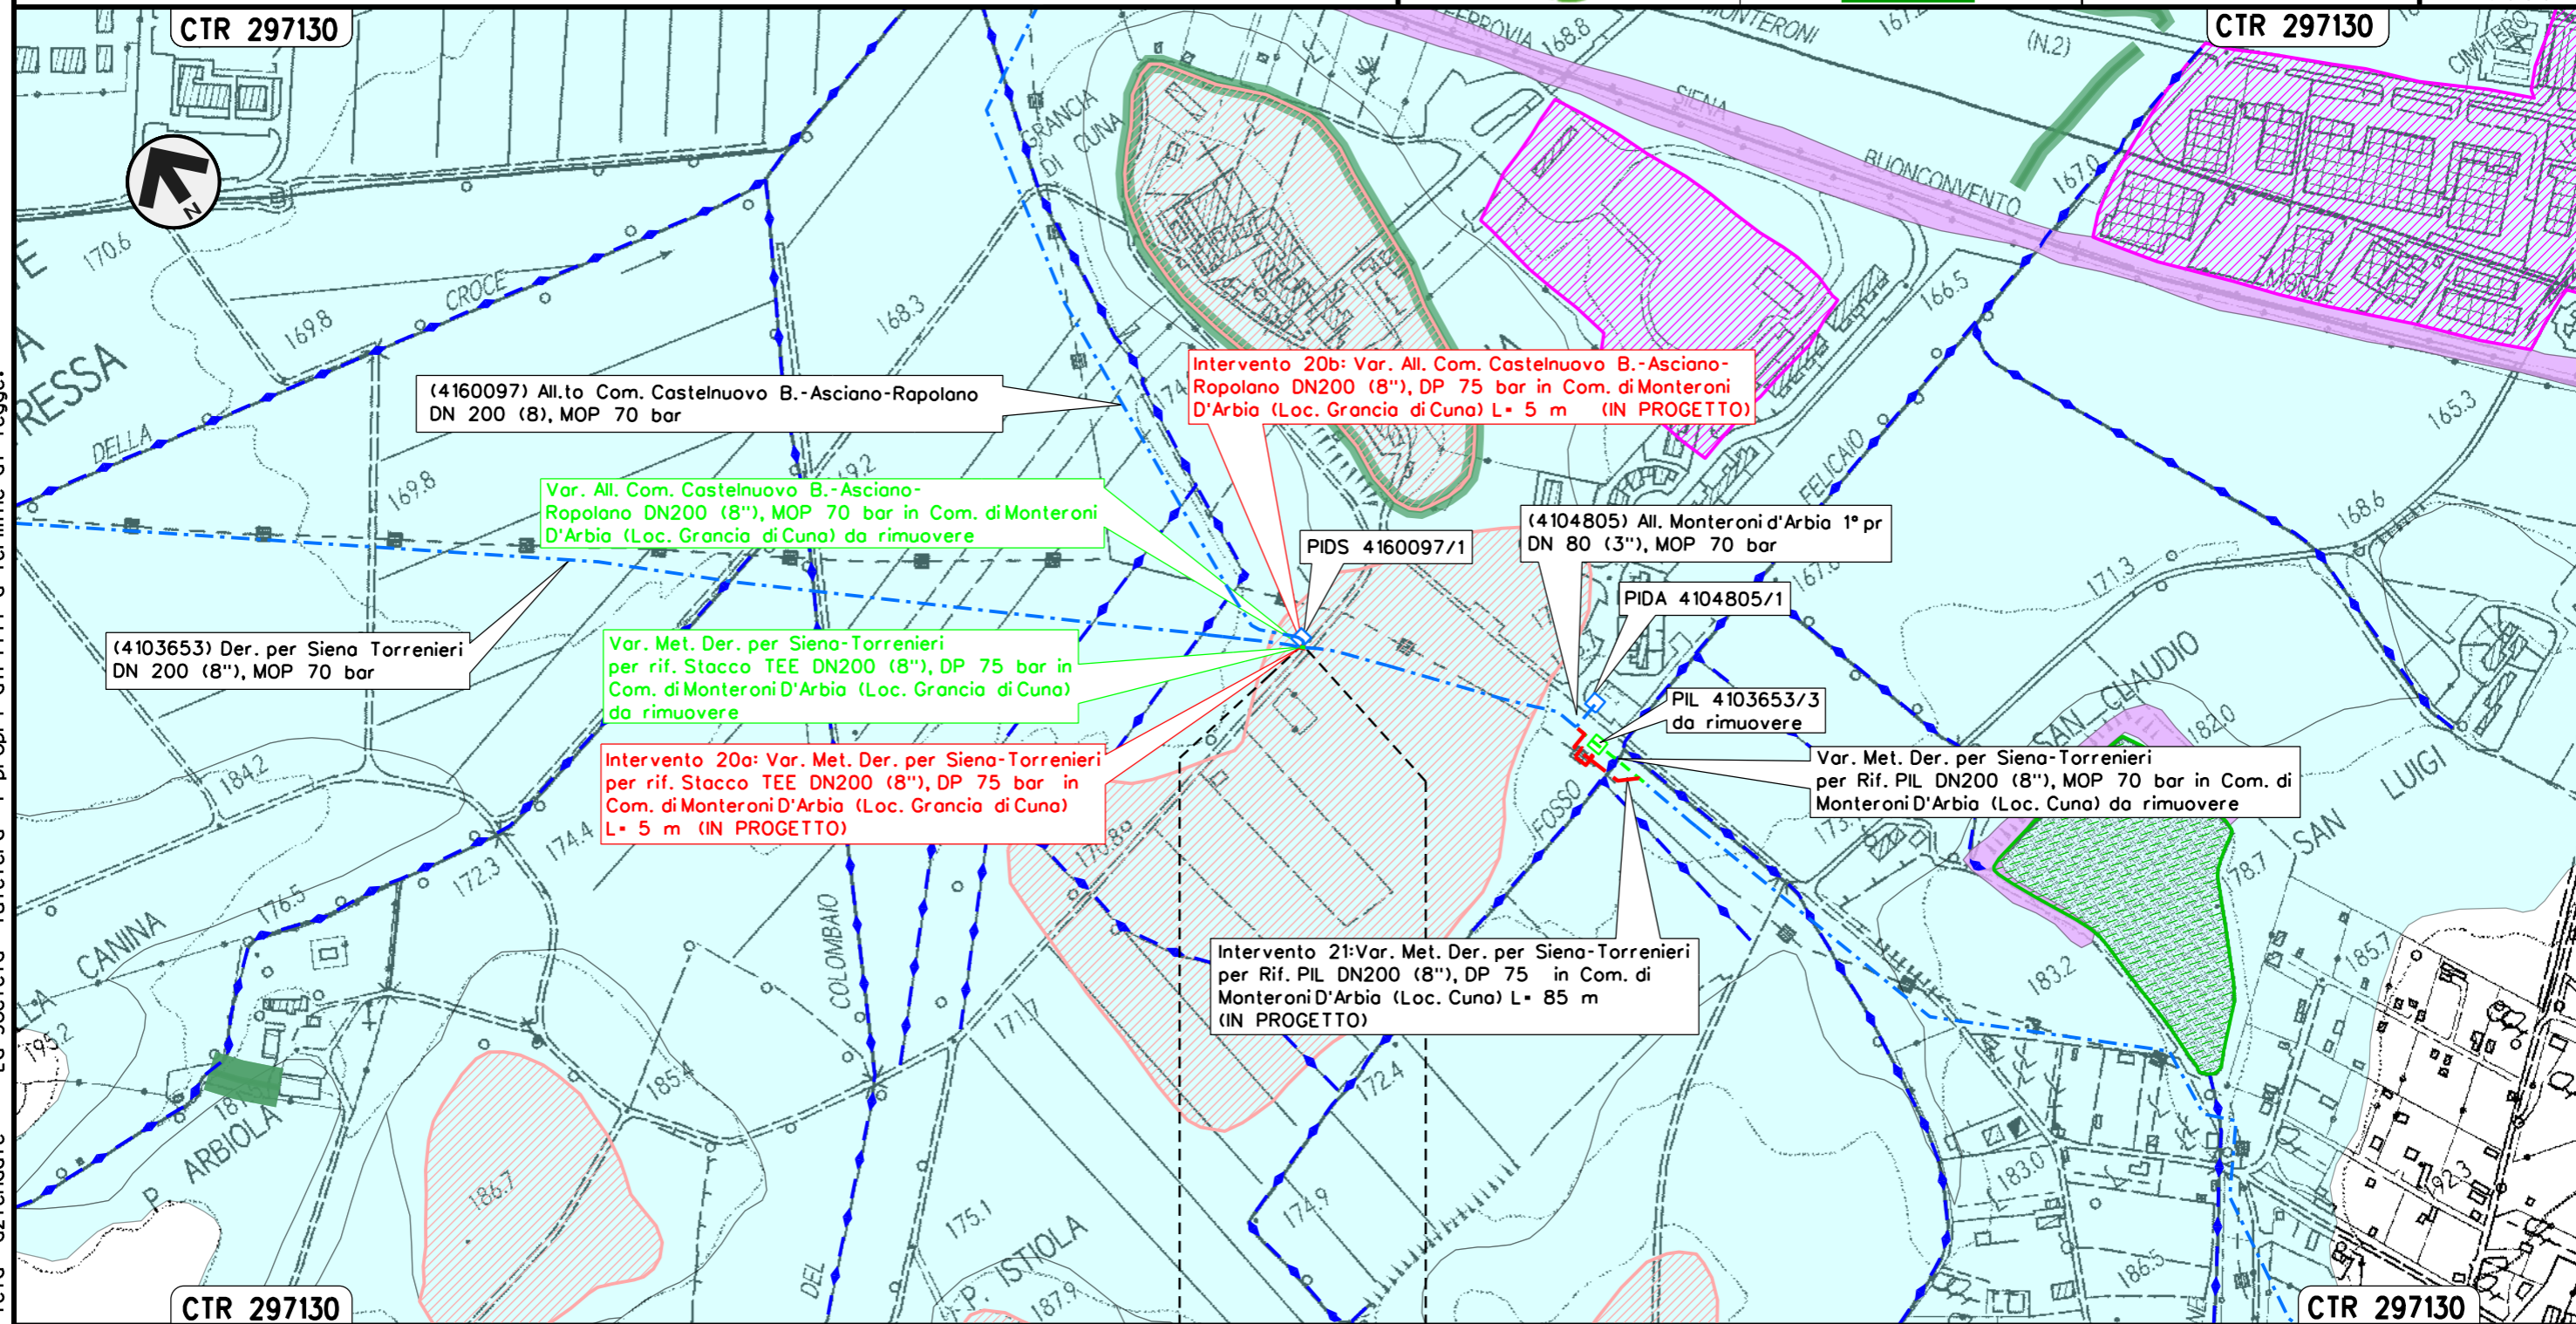 CTR 297130
CTR 297130
FERROVIA
168.8
MONTERONI
(N.2)
CIMITERO
SIENA
BUONCONVENTO
167.0
MONTE
GRANCIA
DI CUNA
N
170.6
RESSA
169.8
CROCE
DELLA
168.3
166.5
165.3
168.6
169.8
(4160097) All.to Com. Castelnuovo B.-Asciano-Rapolano
DN 200 (8), MOP 70 bar
Intervento 20b: Var. All. Com. Castelnuovo B.-Asciano-
Ropolano DN200 (8"), DP 75 bar in Com. di Monteroni
D'Arbia (Loc. Grancia di Cuna) L= 5 m (IN PROGETTO)
Var. All. Com. Castelnuovo B.-Asciano-
Ropolano DN200 (8"), MOP 70 bar in Com. di Monteroni
D'Arbia (Loc. Grancia di Cuna) da rimuovere
PIDS 4160097/1
(4104805) All. Monteroni d'Arbia 1° pr
DN 80 (3"), MOP 70 bar
FELICAIO
171.3
PIDA 4104805/1
(4103653) Der. per Siena Torrenieri
DN 200 (8"), MOP 70 bar
Var. Met. Der. per Siena-Torrenieri
per rif. Stacco TEE DN200 (8"), DP 75 bar in
Com. di Monteroni D'Arbia (Loc. Grancia di Cuna)
da rimuovere
PIL 4103653/3
da rimuovere
SAN CLAUDIO
182.0
SAN LUIGI
Intervento 20a: Var. Met. Der. per Siena-Torrenieri
per rif. Stacco TEE DN200 (8"), DP 75 bar in
Com. di Monteroni D'Arbia (Loc. Grancia di Cuna)
L= 5 m (IN PROGETTO)
Var. Met. Der. per Siena-Torrenieri
per Rif. PIL DN200 (8"), MOP 70 bar in Com. di
Monteroni D'Arbia (Loc. Cuna) da rimuovere
FOSSO
184.2
174.4
172.3
170.8
176.5
178.7
CANINA
COLOMBAIO
Intervento 21:Var. Met. Der. per Siena-Torrenieri
per Rif. PIL DN200 (8"), DP 75 in Com. di
Monteroni D'Arbia (Loc. Cuna) L= 85 m
(IN PROGETTO)
185.7
183.2
171.7
195.2
185.4
172.4
P. ARBIOLA
186.7
175.1
174.9
183.0
192.3
P. ISTIOLA
DEL
187.9
186.5
CTR 297130
CTR 297130